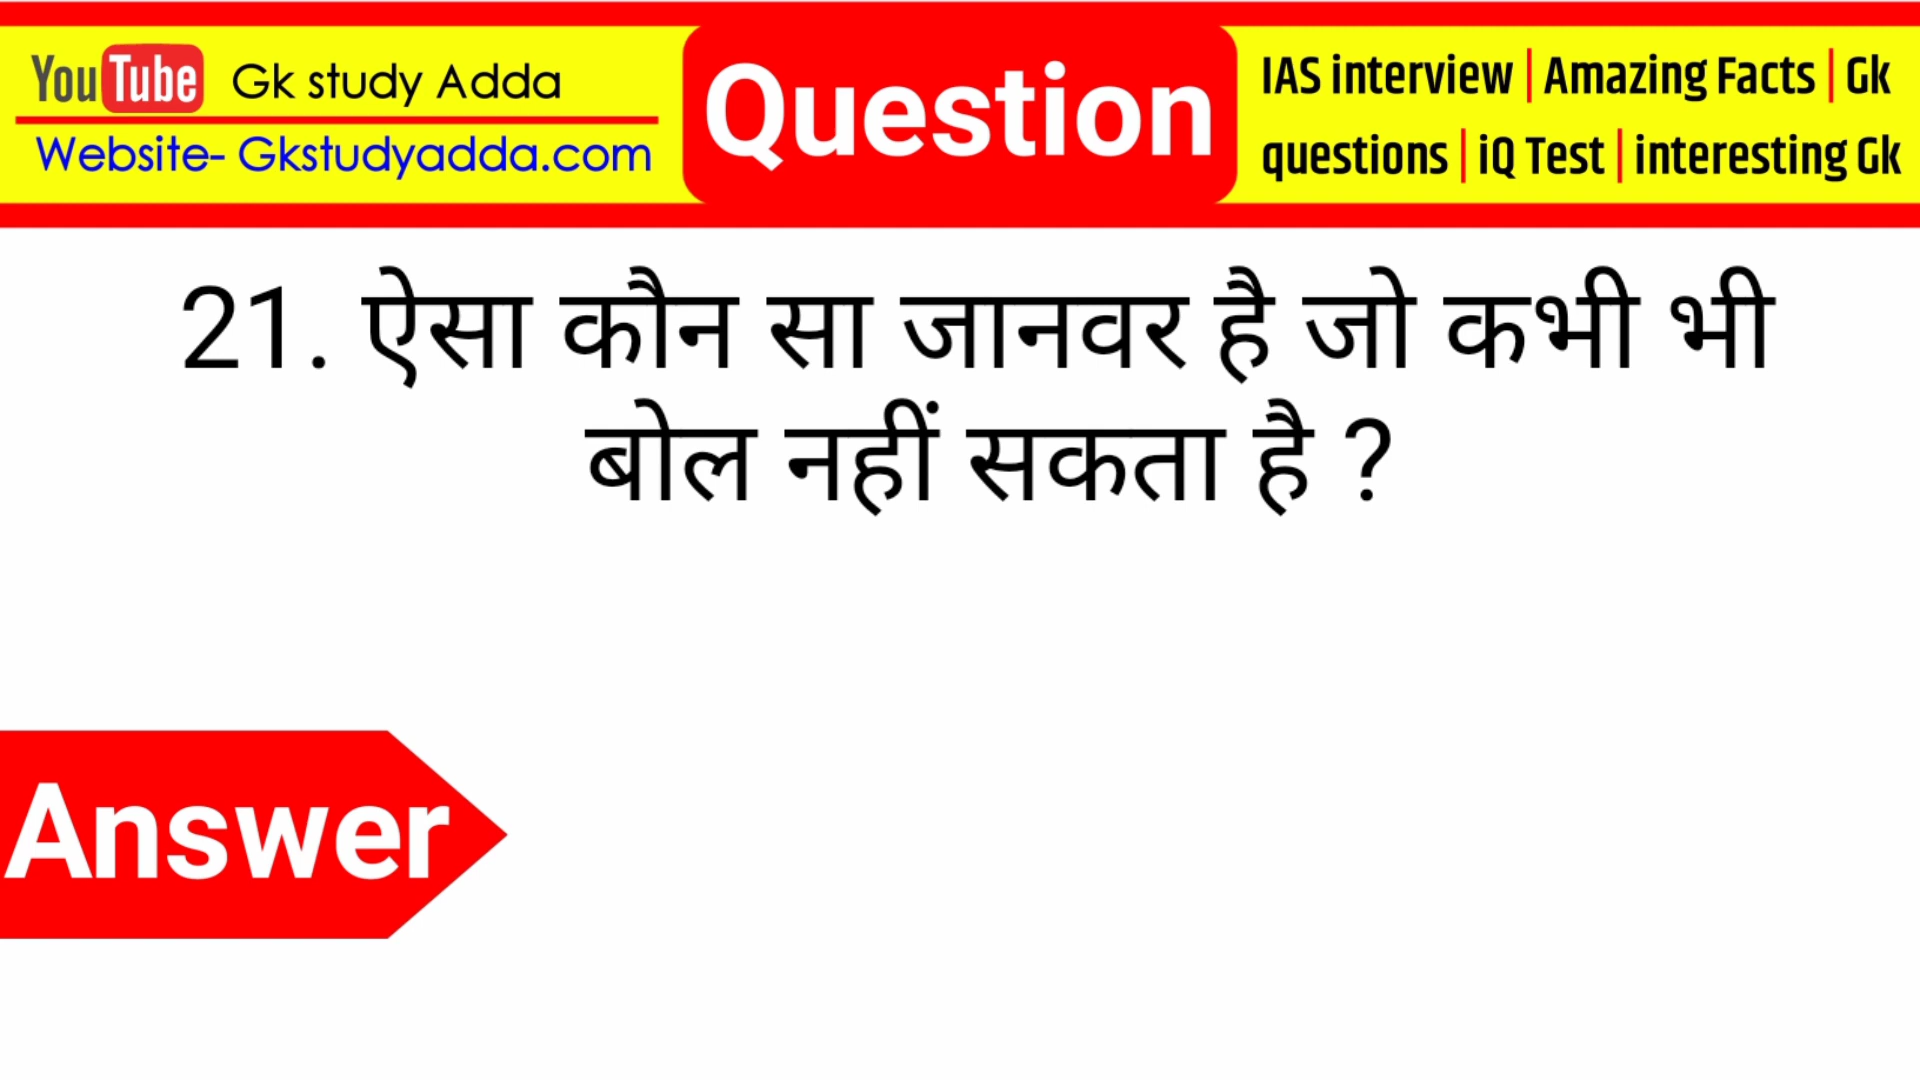 YouTube Gk study Adda
Website- Gkstudyadda.com
Question
IAS interview | Amazing Facts | Gk
questions | iQ Test | interesting Gk
21. ऐसा कौन सा जानवर है जो कभी भी
बोल नहीं सकता है ?
Answer